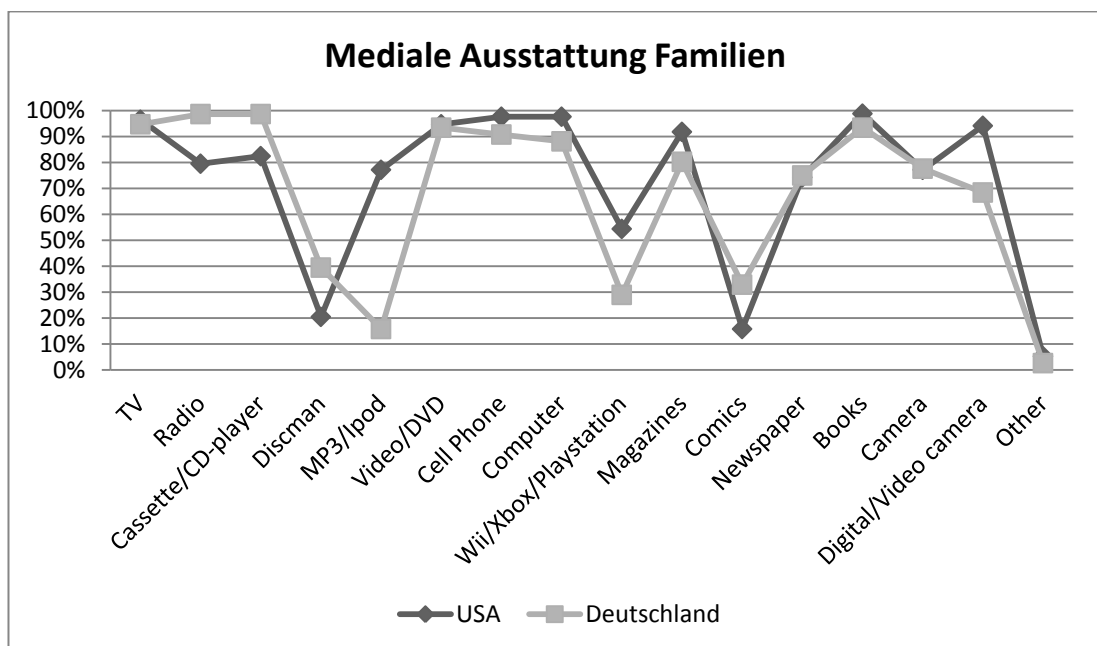 Mediale Ausstattung Familien
100%
90%
80%
70%
60%
50%
40%
30%
20%
10%
0%
TV
Radio
Cassette/CD-player
Discman
MP3/Ipod
Video/DVD
Cell Phone
Computer
Wii/Xbox/Playstation
Magazines
Comics
Newspaper
Books
Camera
Digital/Video camera
Other
USA
Deutschland